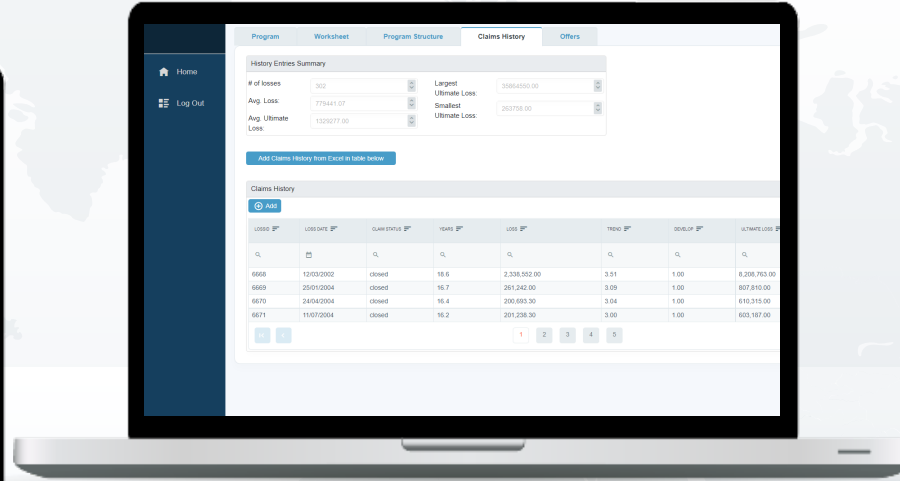 Program Worksheet Program Structure Claims History Offers
Home
Log Out
History Entries Summary
# of losses 302
Avg. Loss: 779441.07
Avg. Ultimate Loss: 1329277.00
Largest Ultimate Loss: 35864550.00
Smallest Ultimate Loss: 263758.00
Add Claims History from Excel in table below
Claims History
Add
LOSSID LOSS DATE CLAIM STATUS YEARS LOSS TREND DEVELOP ULTIMATE LOSS
6668 12/03/2002 closed 18.6 2,338,552.00 3.51 1.00 8,208,763.00
6669 25/01/2004 closed 16.7 261,242.00 3.09 1.00 807,810.00
6670 24/04/2004 closed 16.4 200,693.30 3.04 1.00 610,315.00
6671 11/07/2004 closed 16.2 201,238.30 3.00 1.00 603,187.00
1 2 3 4 5